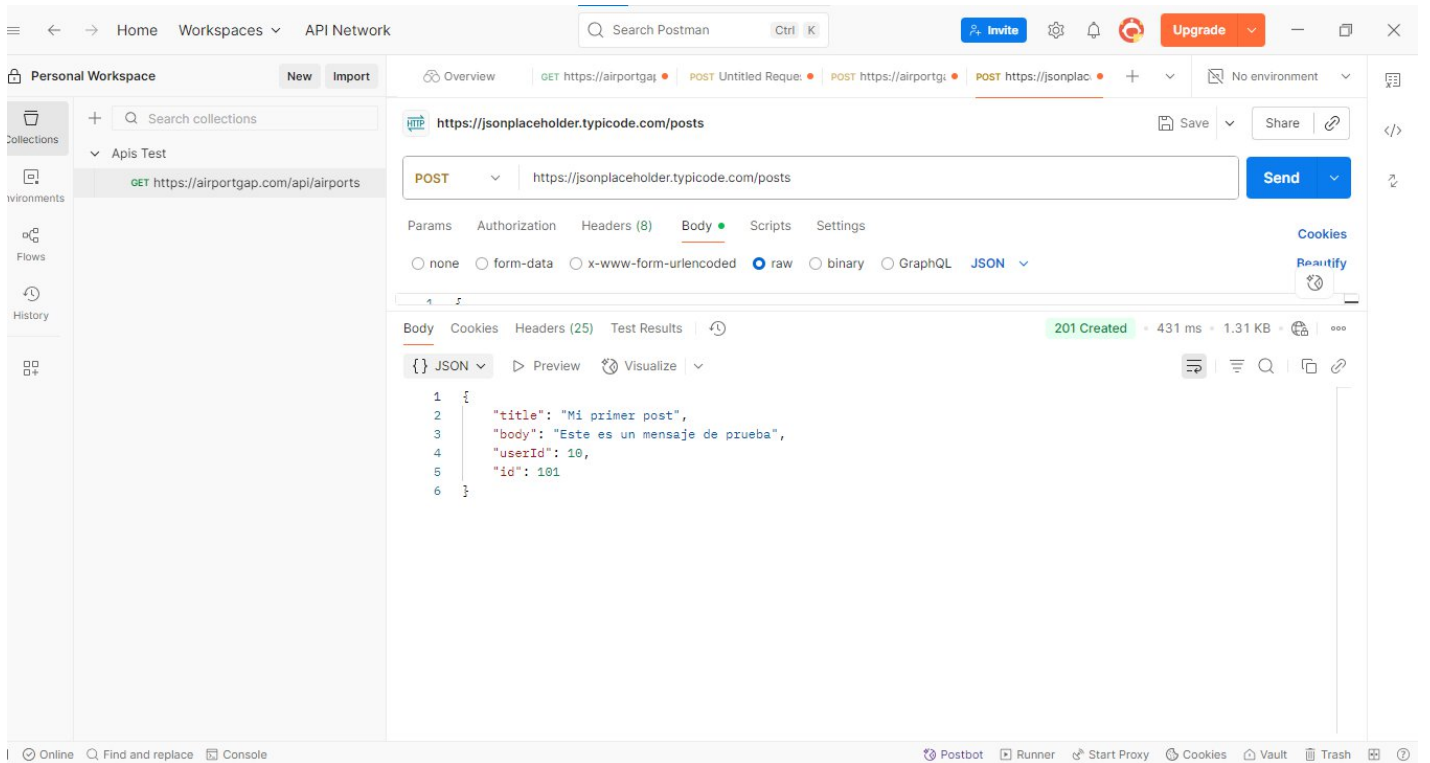 Home Workspaces API Network Search Postman Ctrl K Invite Upgrade
Personal Workspace New Import Overview GET https://airportgap POST Untitled Reque POST https://airportg POST https://jsonplac No environment
Search collections
Collections
Apis Test
GET https://airportgap.com/api/airports
Flows
History
HTTP https://jsonplaceholder.typicode.com/posts Save Share
POST https://jsonplaceholder.typicode.com/posts Send
Params Authorization Headers (8) Body Scripts Settings Cookies
none form-data x-www-form-urlencoded raw binary GraphQL JSON Beautify
1 {
Body Cookies Headers (25) Test Results 201 Created 431 ms 1.31 KB
{} JSON Preview Visualize
1 {
2 "title": "Mi primer post",
3 "body": "Este es un mensaje de prueba",
4 "userId": 10,
5 "id": 101
6 }
Online Find and replace Console Postbot Runner Start Proxy Cookies Vault Trash